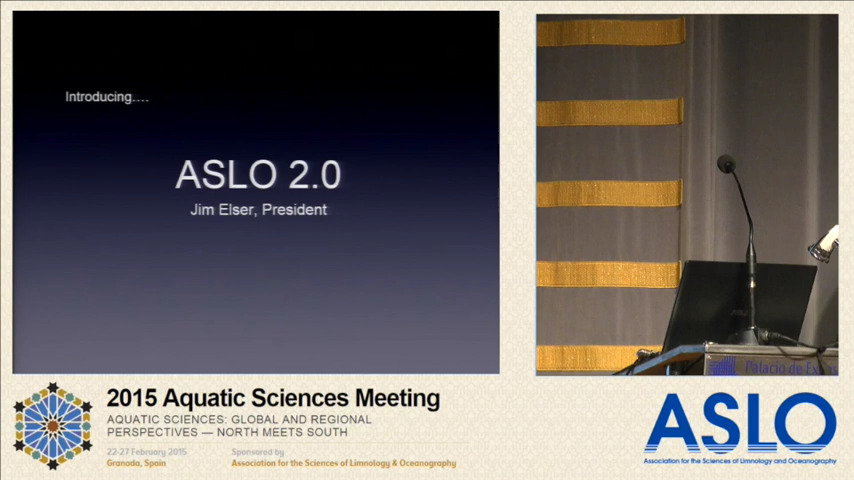 Introducing....
ASLO 2.0
Jim Elser, President
Palacio de
2015 Aquatic Sciences Meeting
AQUATIC SCIENCES: GLOBAL AND REGIONAL
PERSPECTIVES — NORTH MEETS SOUTH
22-27 February 2015
Granada, Spain
Sponsored by
Association for the Sciences of Limnology & Oceanography
ASLO
Association for the Sciences of Limnology and Oceanography